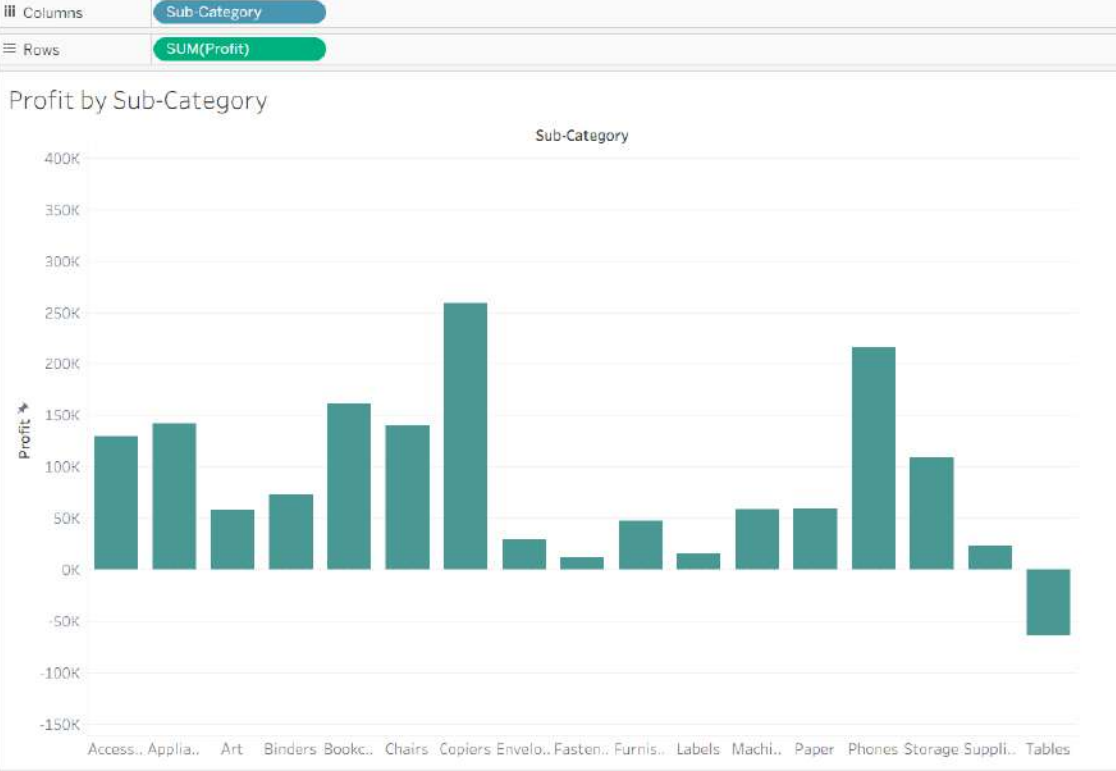 Columns Sub-Category
Rows SUM(Profit)
Profit by Sub-Category
Sub-Category
400K
350K
300K
250K
200K
150K
100K
50K
0K
-50K
-100K
-150K
Profit
Access.. Applia.. Art Binders Bookc.. Chairs Copiers Envelo.. Fasten.. Furnis.. Labels Machi.. Paper Phones Storage Suppli.. Tables